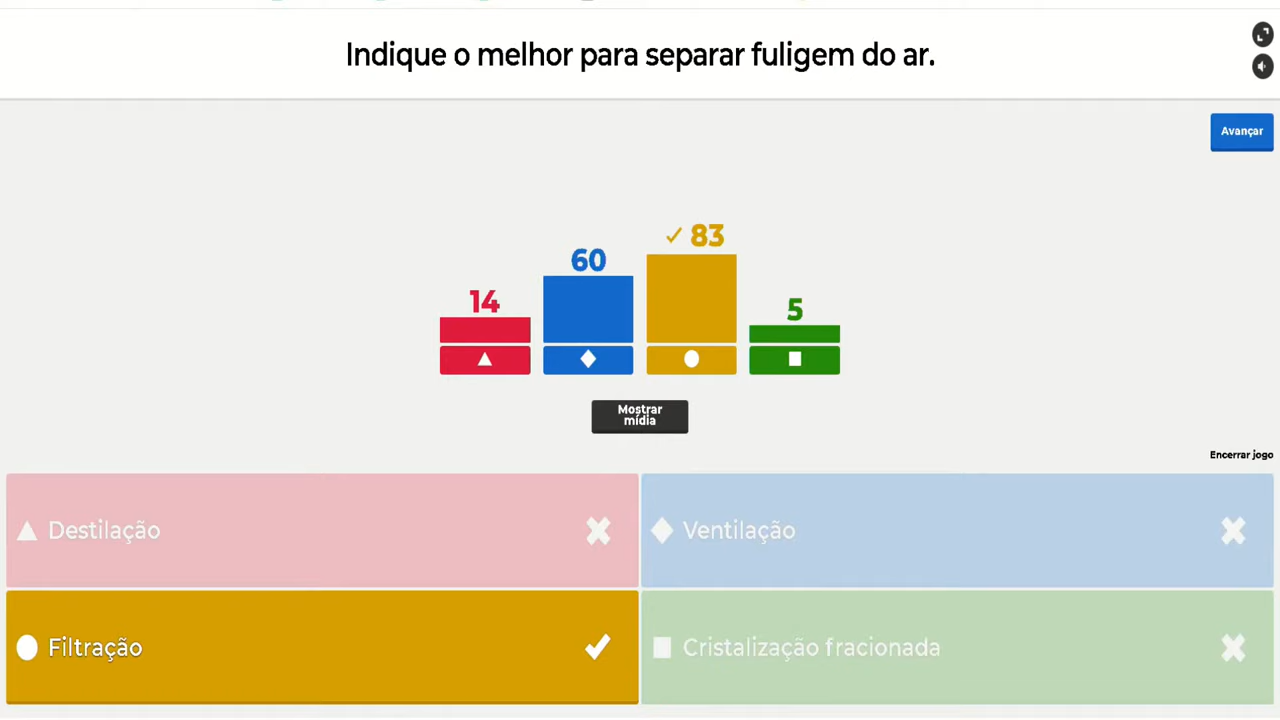 Indique o melhor para separar fuligem do ar.
Avançar
14
60
✓ 83
5
Mostrar
mídia
Encerrar jogo
Destilação
Ventilação
Filtração
Cristalização fracionada